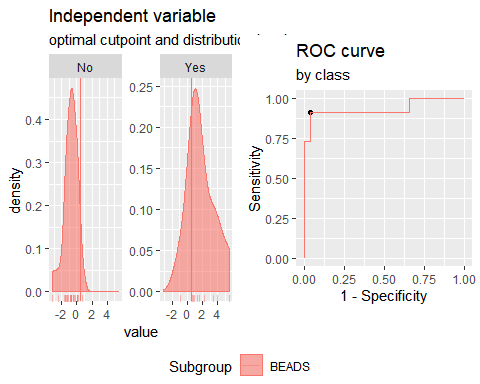 Independent variable
optimal cutpoint and distributio
No
Yes
density
0.4
0.3
0.2
0.1
0.0
0.25
0.20
0.15
0.10
0.05
0.00
-2 0 2 4
-2 0 2 4
value
ROC curve
by class
Sensitivity
1.00
0.75
0.50
0.25
0.00
0.00 0.25 0.50 0.75 1.00
1 - Specificity
Subgroup BEADS